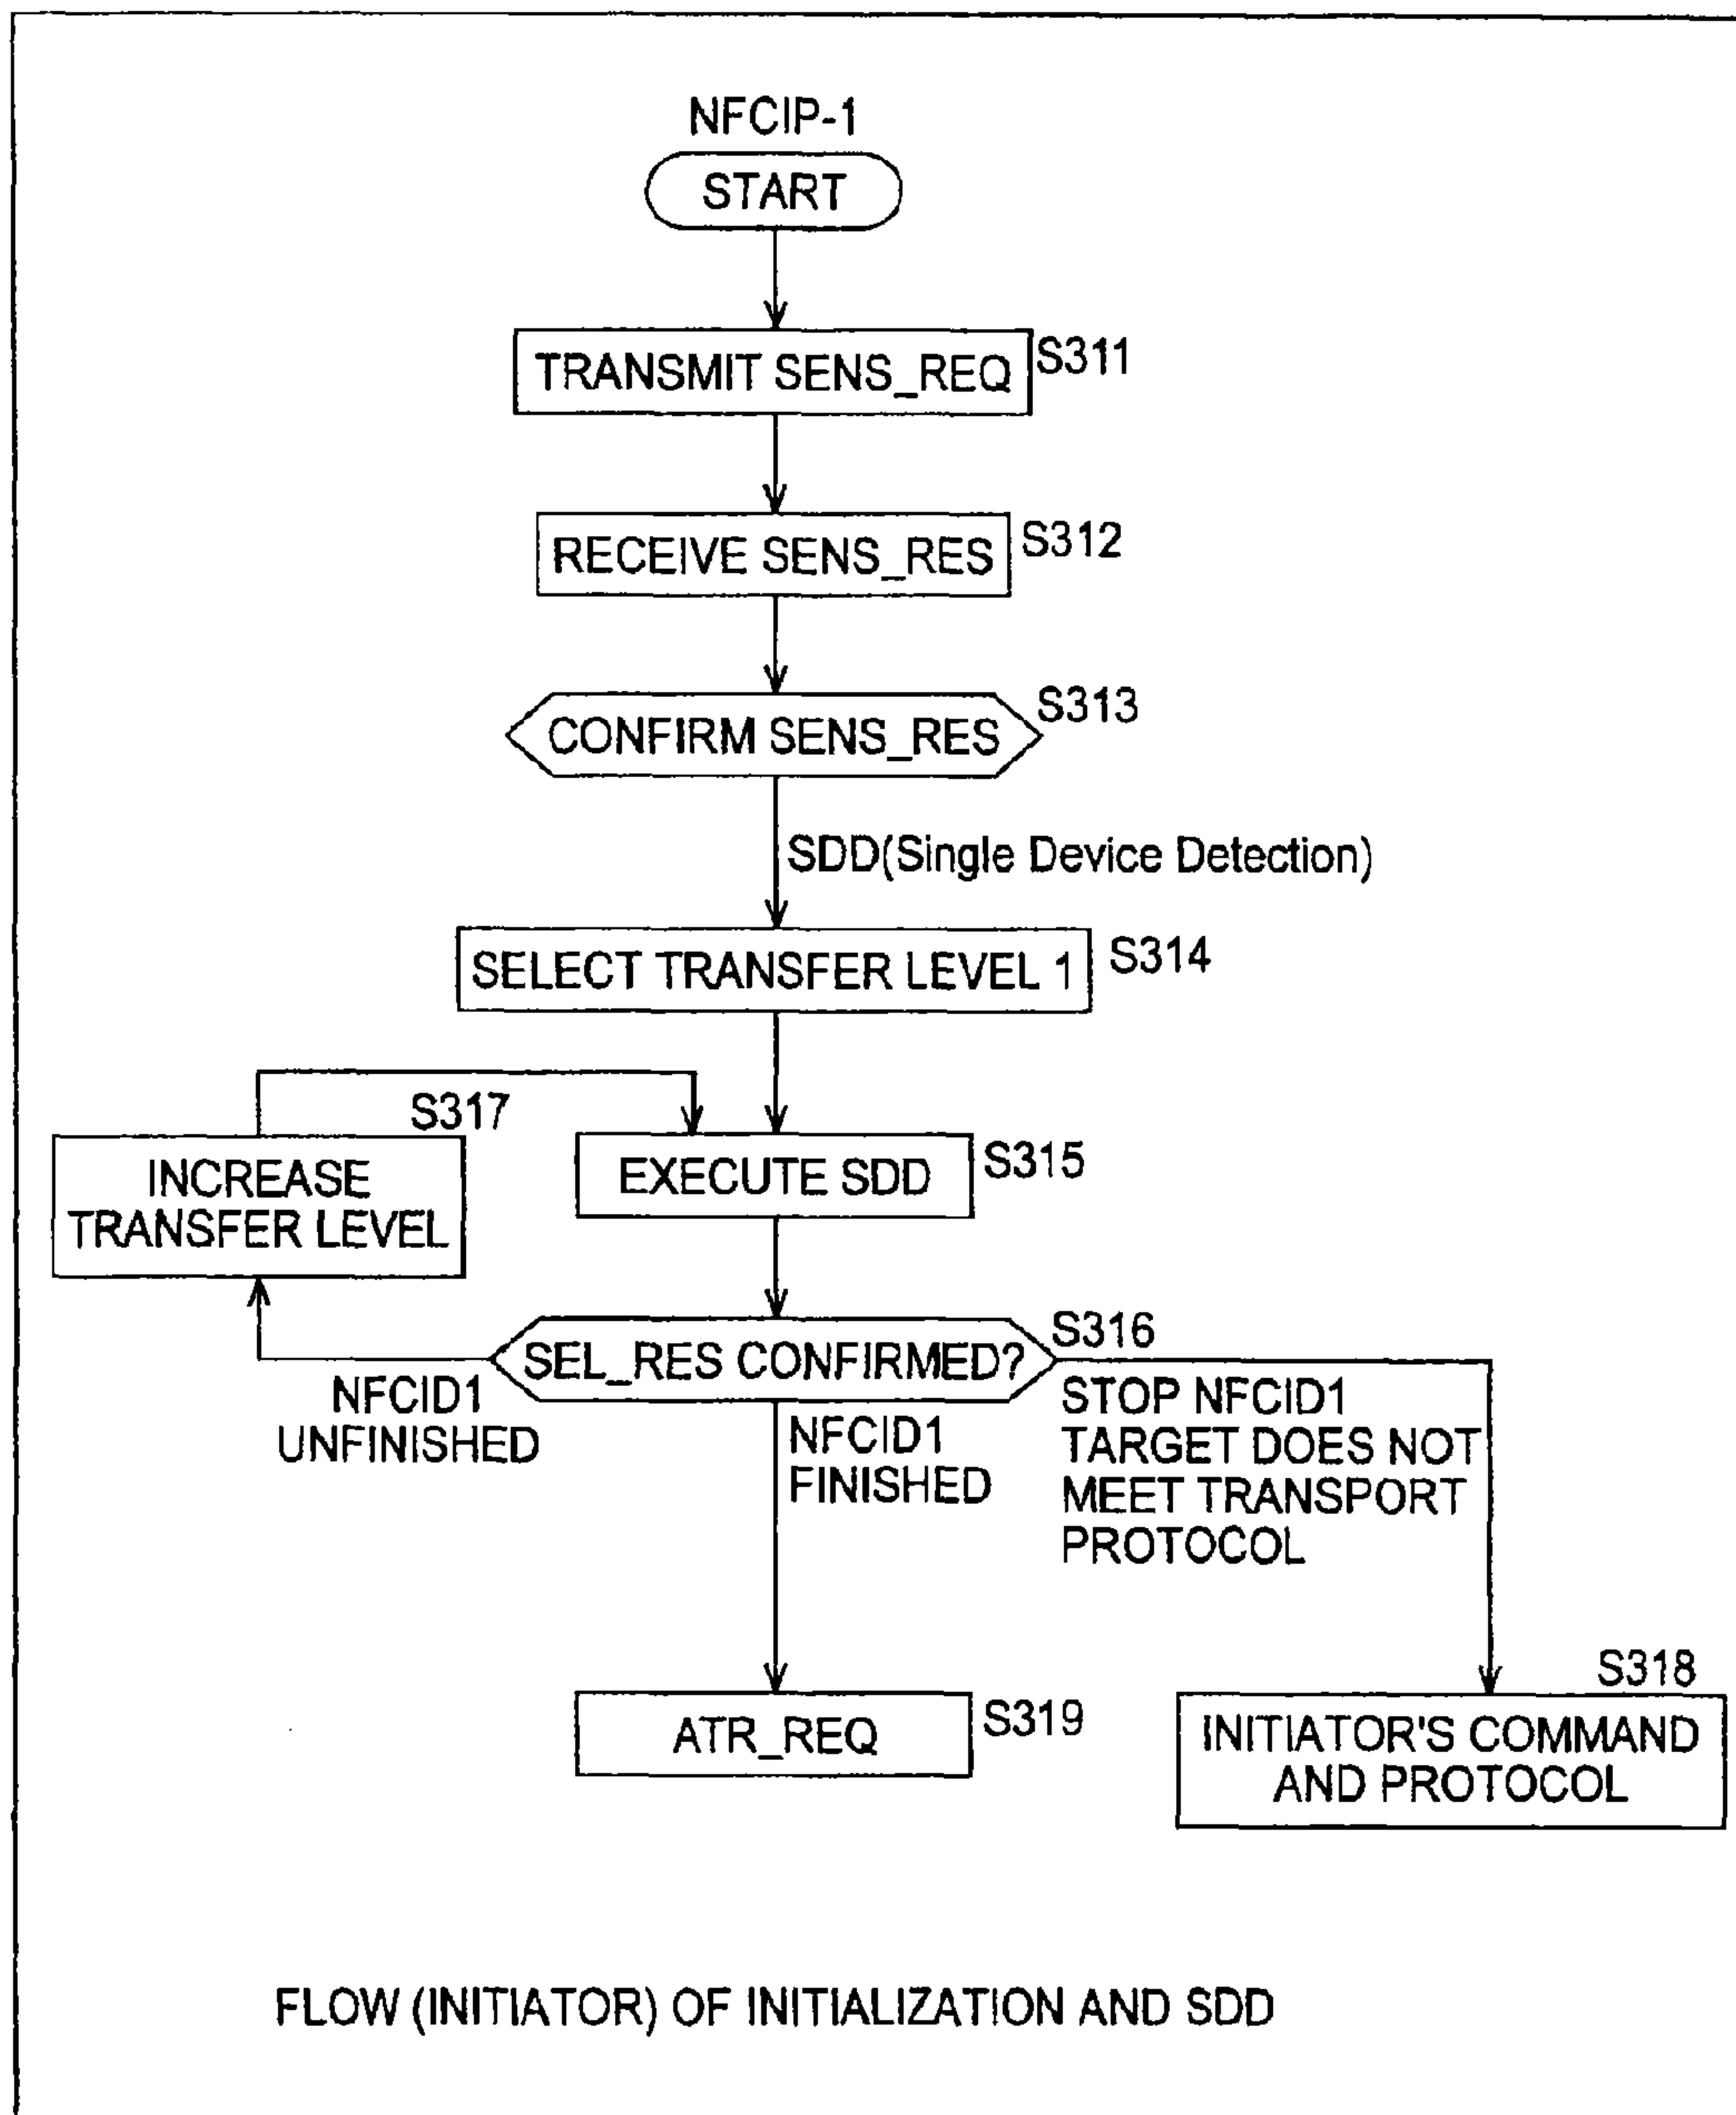 NFCIP-1
START
TRANSMIT SENS_REQ
S311
RECEIVE SENS_RES
S312
CONFIRM SENS_RES
S313
SDD(Single Device Detection)
SELECT TRANSFER LEVEL 1
S314
S317
INCREASE
TRANSFER LEVEL
EXECUTE SDD
S315
SEL_RES CONFIRMED?
S316
NFCID1
UNFINISHED
NFCID1
FINISHED
STOP NFCID1
TARGET DOES NOT
MEET TRANSPORT
PROTOCOL
ATR_REQ
S319
S318
INITIATOR'S COMMAND
AND PROTOCOL
FLOW (INITIATOR) OF INITIALIZATION AND SDD